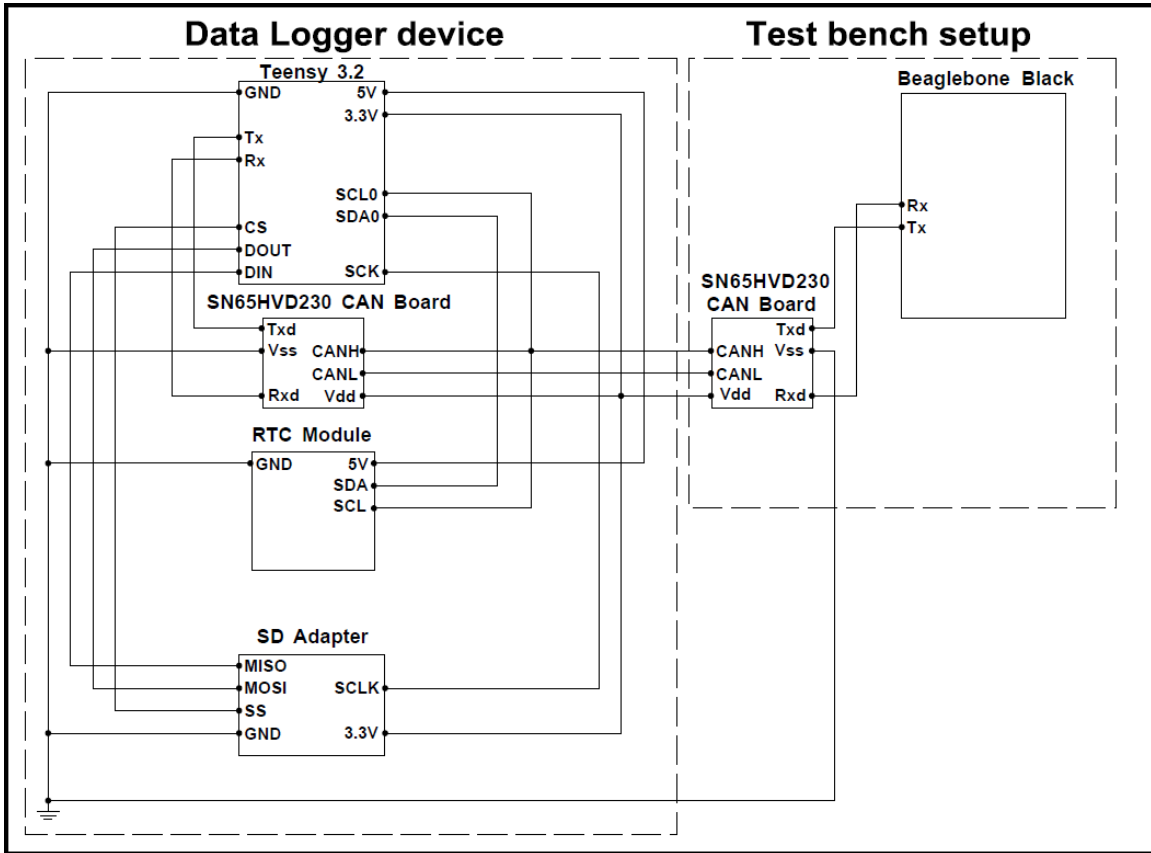 Data Logger device
Test bench setup
Teensy 3.2
GND 5V
3.3V
Tx
Rx
SCL0
SDA0
CS
DOUT
DIN SCK
Beaglebone Black
Rx
Tx
SN65HVD230 CAN Board
Txd
Vss CANH
CANL
Rxd Vdd
SN65HVD230
CAN Board
Txd
CANH Vss
CANL
Vdd Rxd
RTC Module
GND 5V
SDA
SCL
SD Adapter
MISO
MOSI SCLK
SS
GND 3.3V